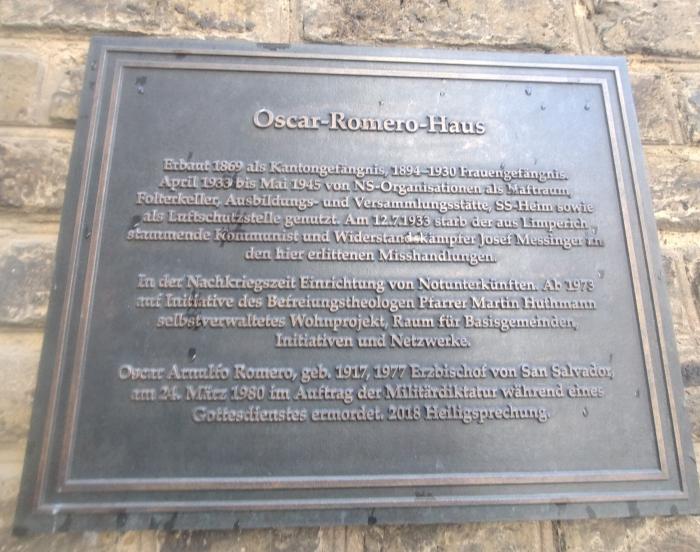 Oscar-Romero-Haus
Erbaut 1869 als Kantongefängnis, 1894–1930 Frauengefängnis.
April 1933 bis Mai 1945 von NS-Organisationen als Haftraum,
Folterkeller, Ausbildungs- und Versammlungsstätte, SS-Heim sowie
als Luftschutzstelle genutzt. Am 12.7.1933 starb der aus Limperich
stammende Kommunist und Widerstandskämpfer Josef Messinger an
den hier erlittenen Misshandlungen.
In der Nachkriegszeit Einrichtung von Notunterkünften. Ab 1973
auf Initiative des Befreiungstheologen Pfarrer Martin Huthmann
selbstverwaltetes Wohnprojekt, Raum für Basisgemeinden,
Initiativen und Netzwerke.
Oscar Arnulfo Romero, geb. 1917, 1977 Erzbischof von San Salvador,
am 24. März 1980 im Auftrag der Militärdiktatur während eines
Gottesdienstes ermordet. 2018 Heiligsprechung.